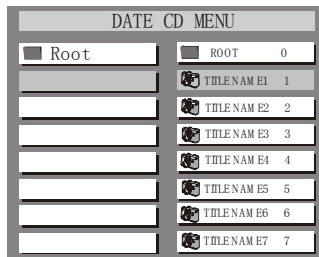 DATE CD MENU
Root
ROOT 0
TITLE NAM E1 1
TITLE NAM E2 2
TITLE NAM E3 3
TITLE NAM E4 4
TITLE NAM E5 5
TITLE NAM E6 6
TITLE NAM E7 7